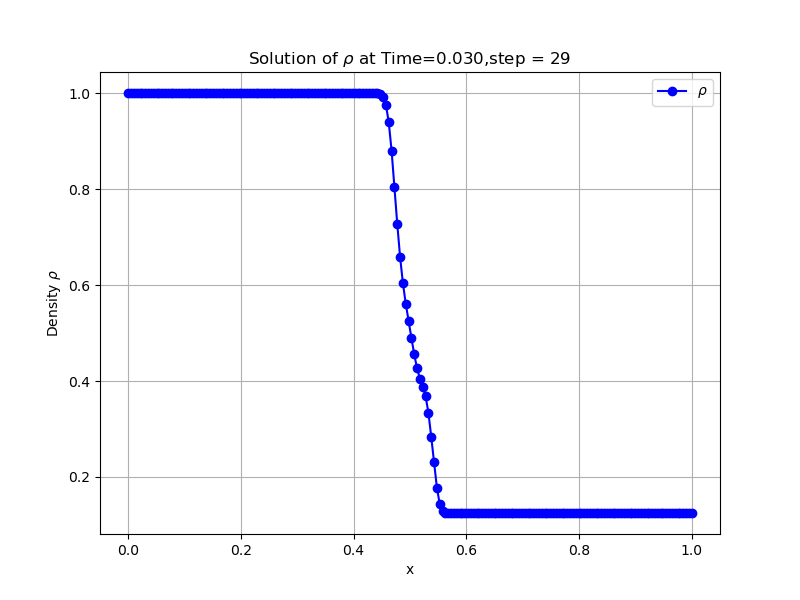 Solution of ρ at Time=0.030,step = 29
ρ
1.0
0.8
0.6
0.4
0.2
Density ρ
0.0 0.2 0.4 0.6 0.8 1.0
x